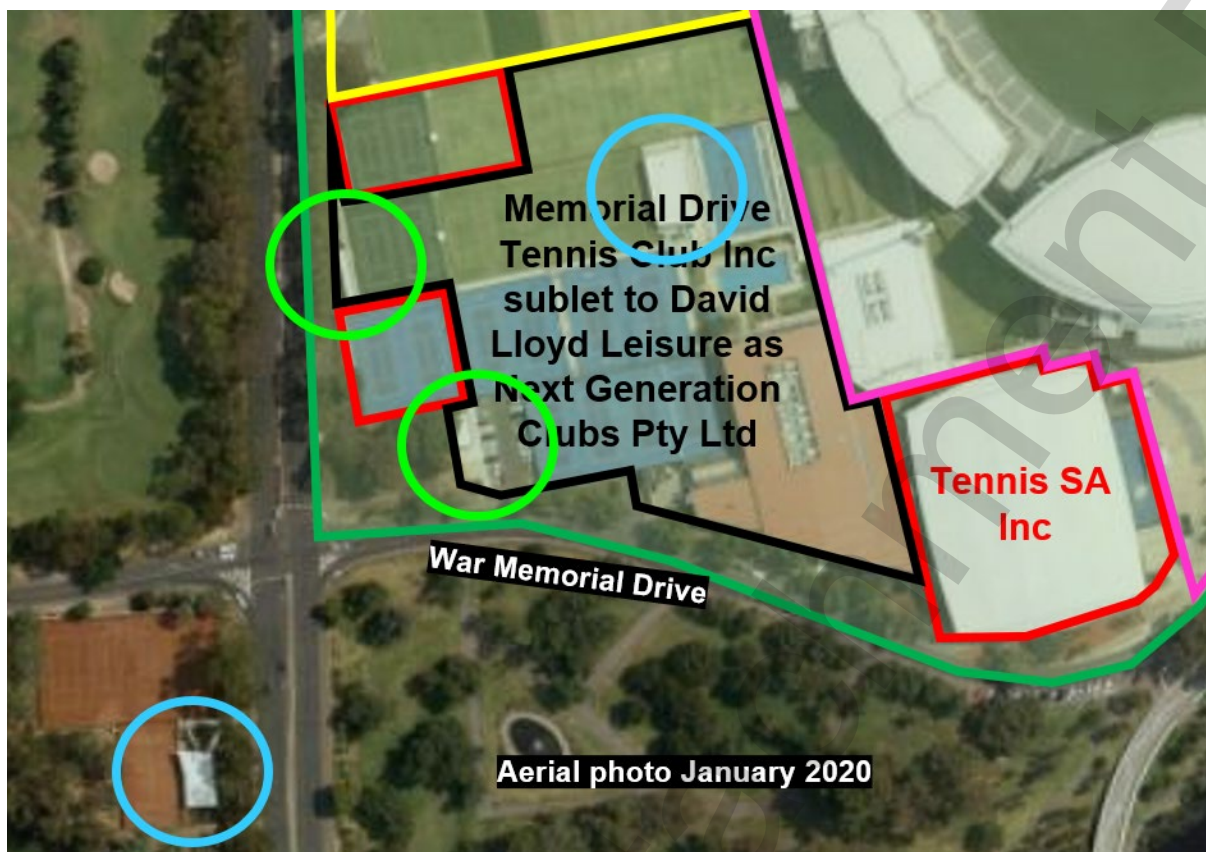 Memorial Drive
Tennis Club Inc
sublet to David
Lloyd Leisure as
Next Generation
Clubs Pty Ltd
Tennis SA
Inc
War Memorial Drive
Aerial photo January 2020